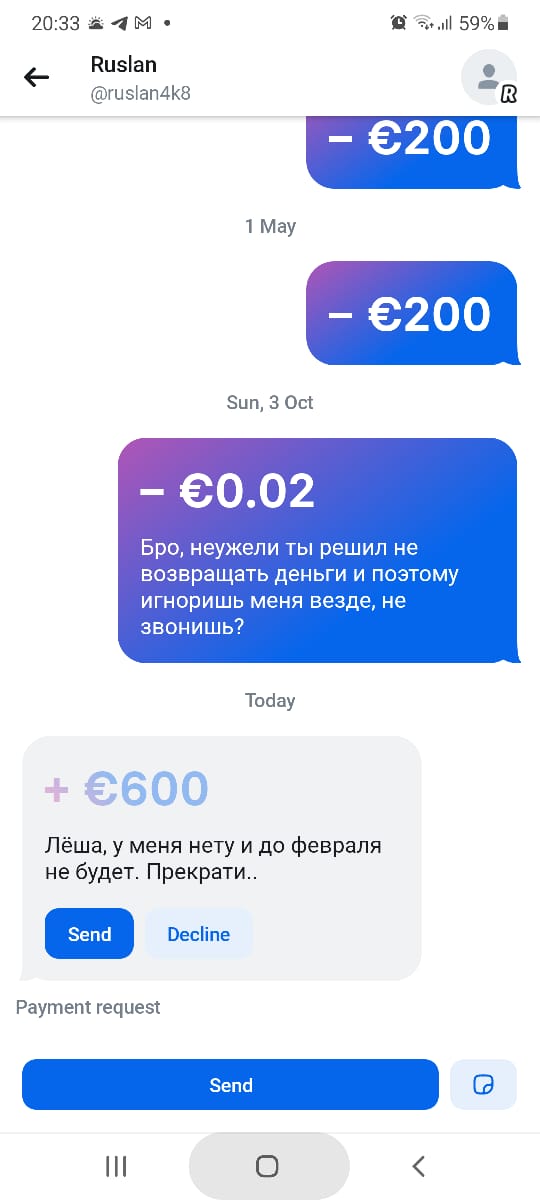 20:33
59%
Ruslan
@ruslan4k8
R
– €200
1 May
– €200
Sun, 3 Oct
– €0.02
Бро, неужели ты решил не
возвращать деньги и поэтому
игноришь меня везде, не
звонишь?
Today
+ €600
Лёша, у меня нету и до февраля
не будет. Прекрати..
Send
Decline
Payment request
Send